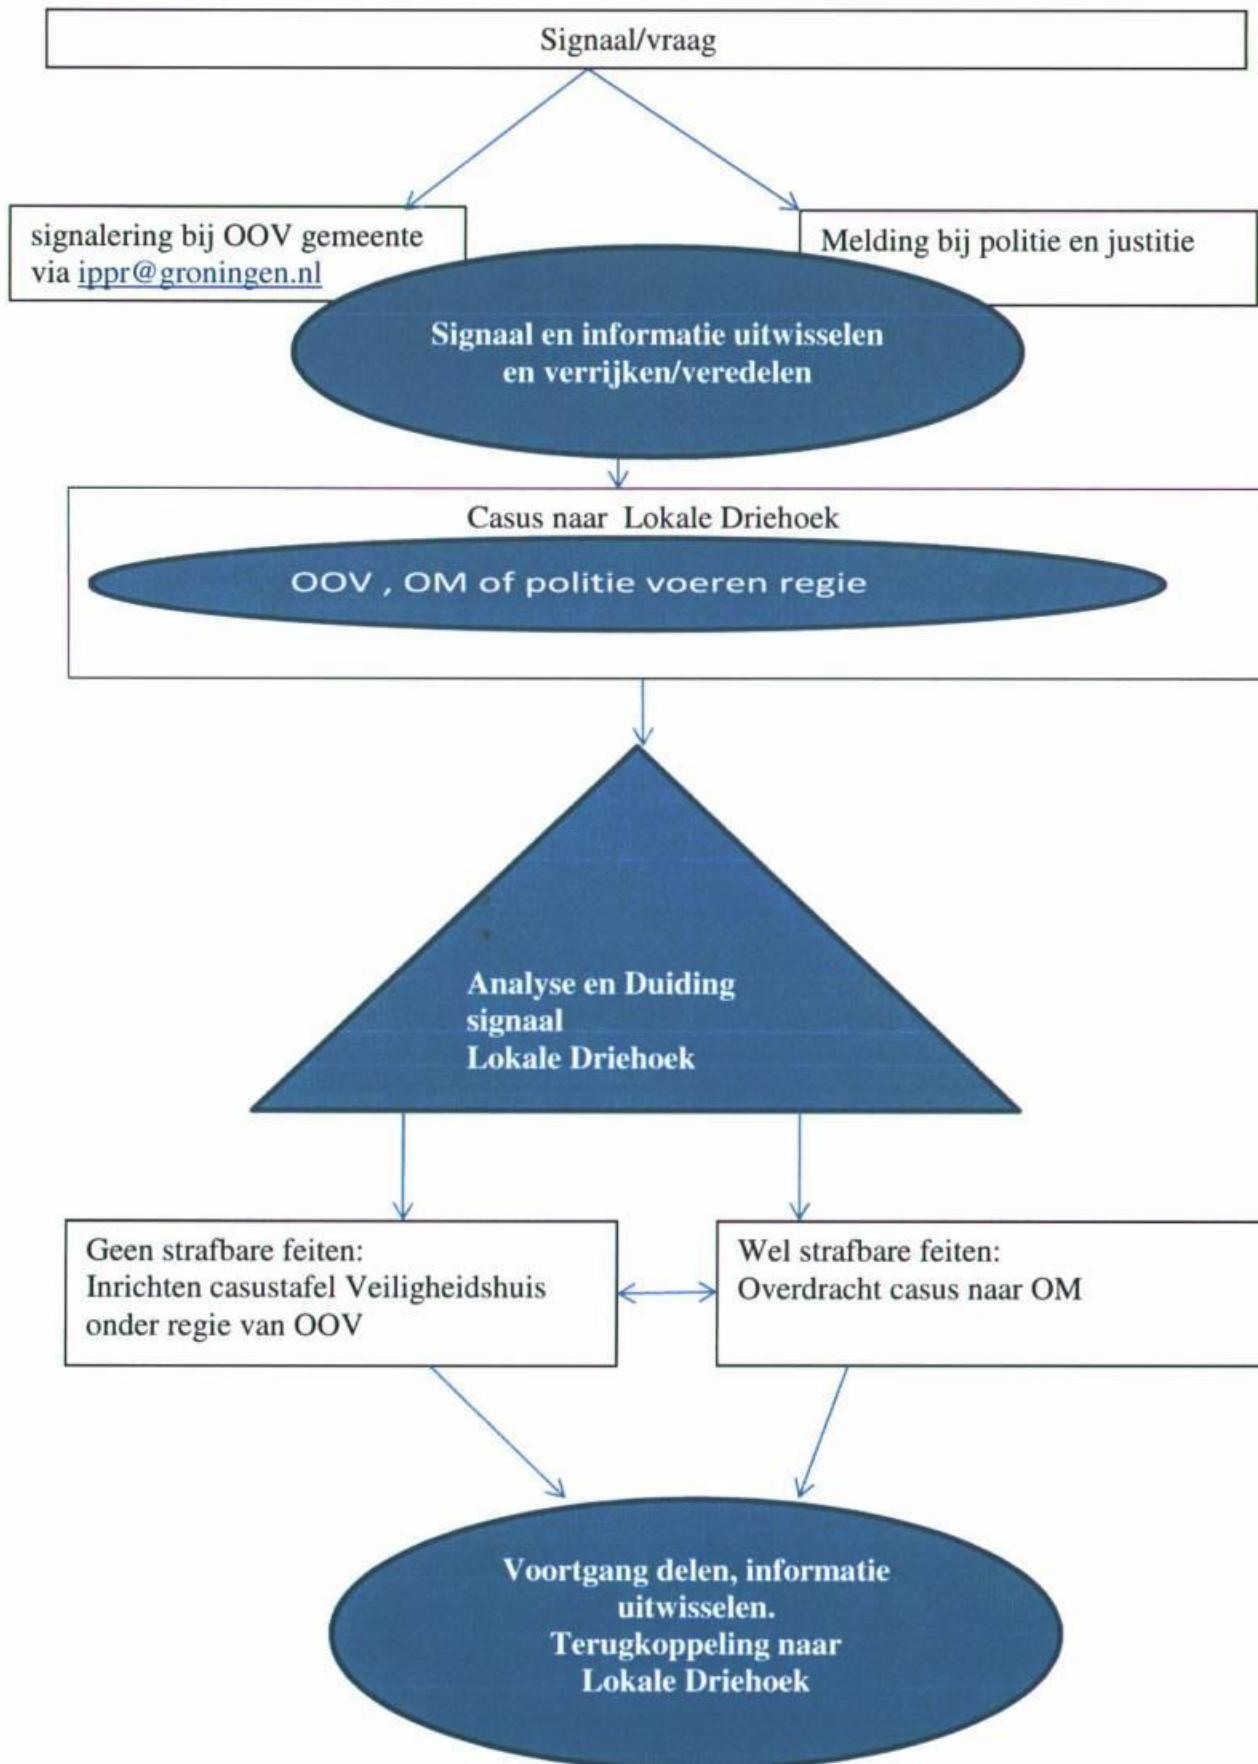 Signaal/vraag
signalering bij OOV gemeente
via ippr@groningen.nl
Melding bij politie en justitie
Signaal en informatie uitwisselen
en verrijken/veredelen
Casus naar Lokale Driehoek
OOV , OM of politie voeren regie
Analyse en Duiding
signaal
Lokale Driehoek
Geen strafbare feiten:
Inrichten casustafel Veiligheidshuis
onder regie van OOV
Wel strafbare feiten:
Overdracht casus naar OM
Voortgang delen, informatie
uitwisselen.
Terugkoppeling naar
Lokale Driehoek